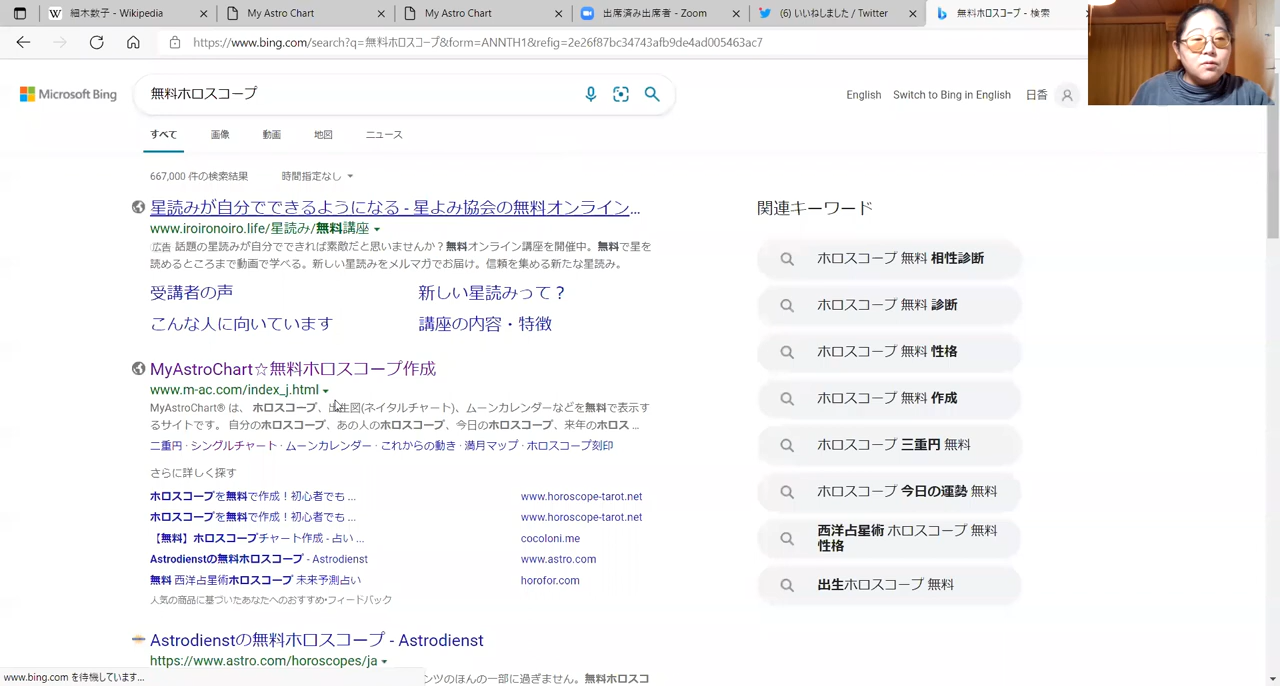 細木数子 - Wikipedia
My Astro Chart
My Astro Chart
出席済み出席者 - Zoom
(6) いいねしました / Twitter
無料ホロスコープ - 検索
https://www.bing.com/search?q=無料ホロスコープ&form=ANNTH1&refig=2e26f87bc34743afb9de4ad005463ac7
Microsoft Bing
無料ホロスコープ
English
Switch to Bing in English
日香
すべて
画像
動画
地図
ニュース
667,000 件の検索結果
時間指定なし
星読みが自分でできるようになる - 星よみ協会の無料オンライン...
www.iroironoiro.life/星読み/無料講座
広告 話題の星読みが自分でできれば素敵だと思いませんか？無料オンライン講座を開催中。無料で星を
読めるところまで動画で学べる。新しい星読みをメルマガでお届け。信頼を集める新たな星読み。
受講者の声
新しい星読みって？
こんな人に向いています
講座の内容・特徴
MyAstroChart☆無料ホロスコープ作成
www.m-ac.com/index_j.html
MyAstroChart® は、 ホロスコープ、出生図(ネイタルチャート)、ムーンカレンダーなどを無料で表示す
るサイトです。 自分のホロスコープ、あの人のホロスコープ、今日のホロスコープ、来年のホロス ...
二重円 · シングルチャート · ムーンカレンダー · これからの動き · 満月マップ · ホロスコープ刻印
さらに詳しく探す
ホロスコープを無料で作成！初心者でも ...
www.horoscope-tarot.net
ホロスコープを無料で作成！初心者でも ...
www.horoscope-tarot.net
【無料】ホロスコープチャート作成 - 占い ...
cocoloni.me
Astrodienstの無料ホロスコープ - Astrodienst
www.astro.com
無料 西洋占星術ホロスコープ 未来予測占い
horofor.com
人気の商品に基づいたあなたへのおすすめ・フィードバック
Astrodienstの無料ホロスコープ - Astrodienst
https://www.astro.com/horoscopes/ja
ンツのほんの一部に過ぎません。無料ホロスコ
www.bing.com を待機しています...
関連キーワード
ホロスコープ 無料 相性診断
ホロスコープ 無料 診断
ホロスコープ 無料 性格
ホロスコープ 無料 作成
ホロスコープ 三重円 無料
ホロスコープ 今日の運勢 無料
西洋占星術 ホロスコープ 無料
性格
出生ホロスコープ 無料